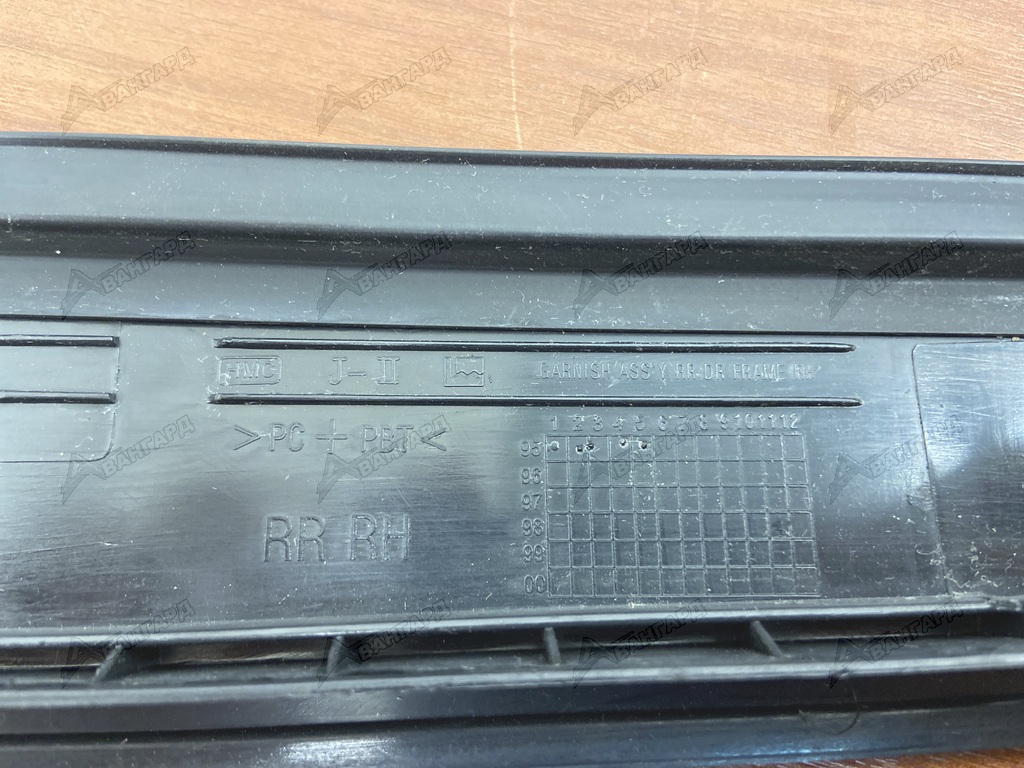 HMC J-II GARNISH ASS'Y RR DR FRAME RH
>PC + PBT<
RR RH
1 2 3 4 5 6 7 8 9 10 11 12
95
96
97
98
99
00
АВАНГАРД